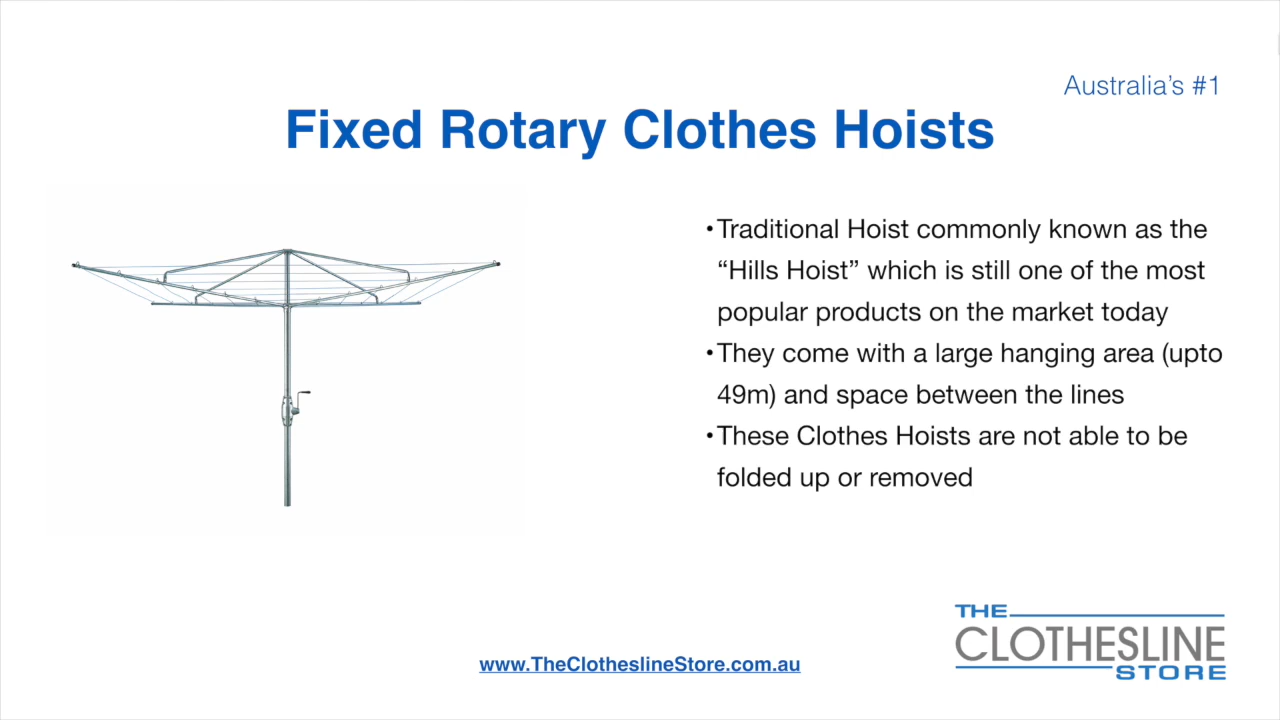 Australia’s #1
Fixed Rotary Clothes Hoists
•Traditional Hoist commonly known as the
“Hills Hoist” which is still one of the most
popular products on the market today
•They come with a large hanging area (upto
49m) and space between the lines
•These Clothes Hoists are not able to be
folded up or removed
THE
CLOTHESLINE
STORE
www.TheClotheslineStore.com.au